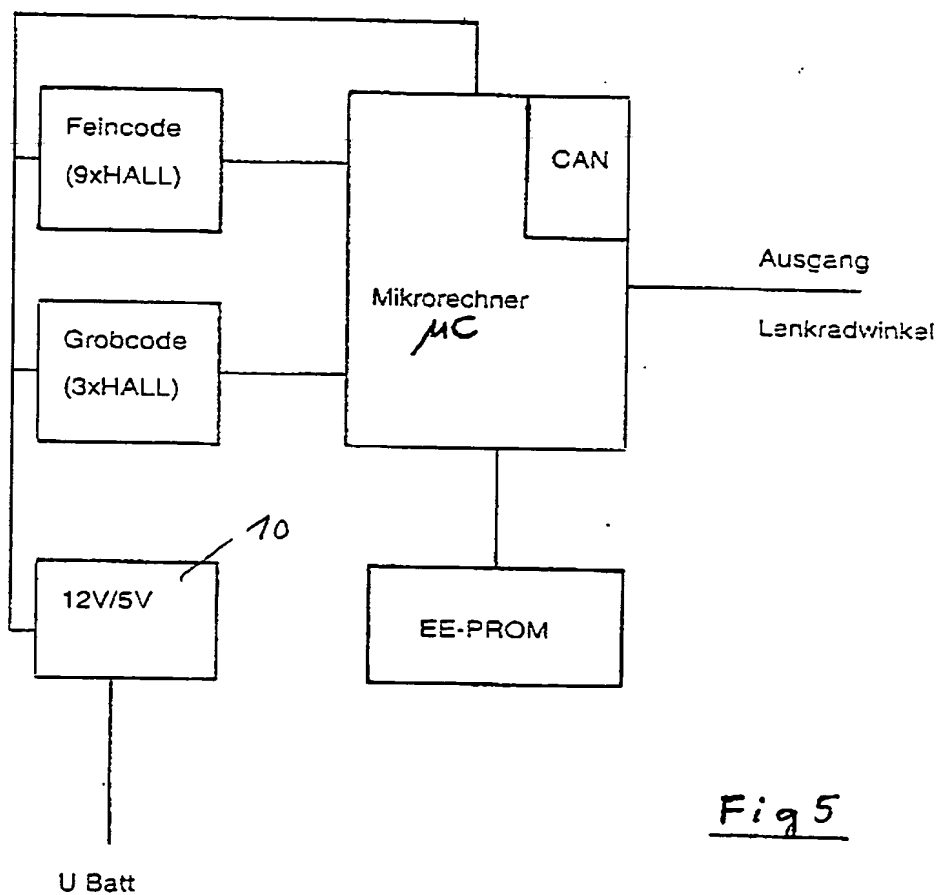 Feincode
(9xHALL)
CAN
Mikrorechner
µC
Ausgang
Lenkradwinkel
Grobcode
(3xHALL)
10
12V/5V
EE-PROM
Fig 5
U Batt